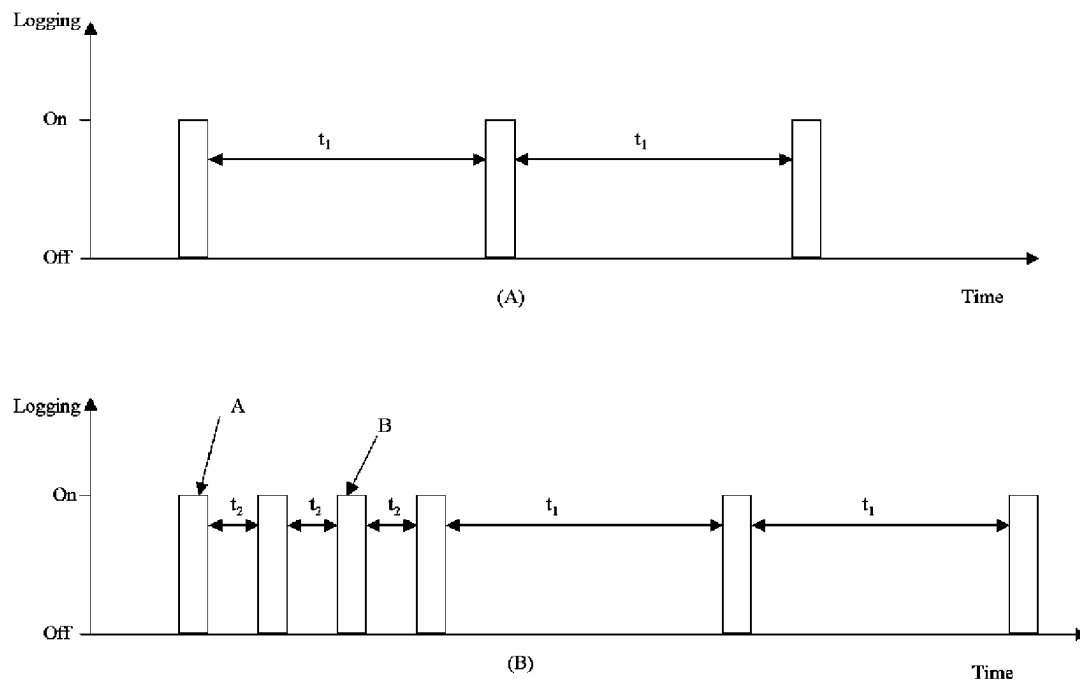 Logging
On
t₁ t₁
Off
(A) Time
Logging
A
B
On
t₂ t₂ t₂ t₁ t₁
Off
(B) Time